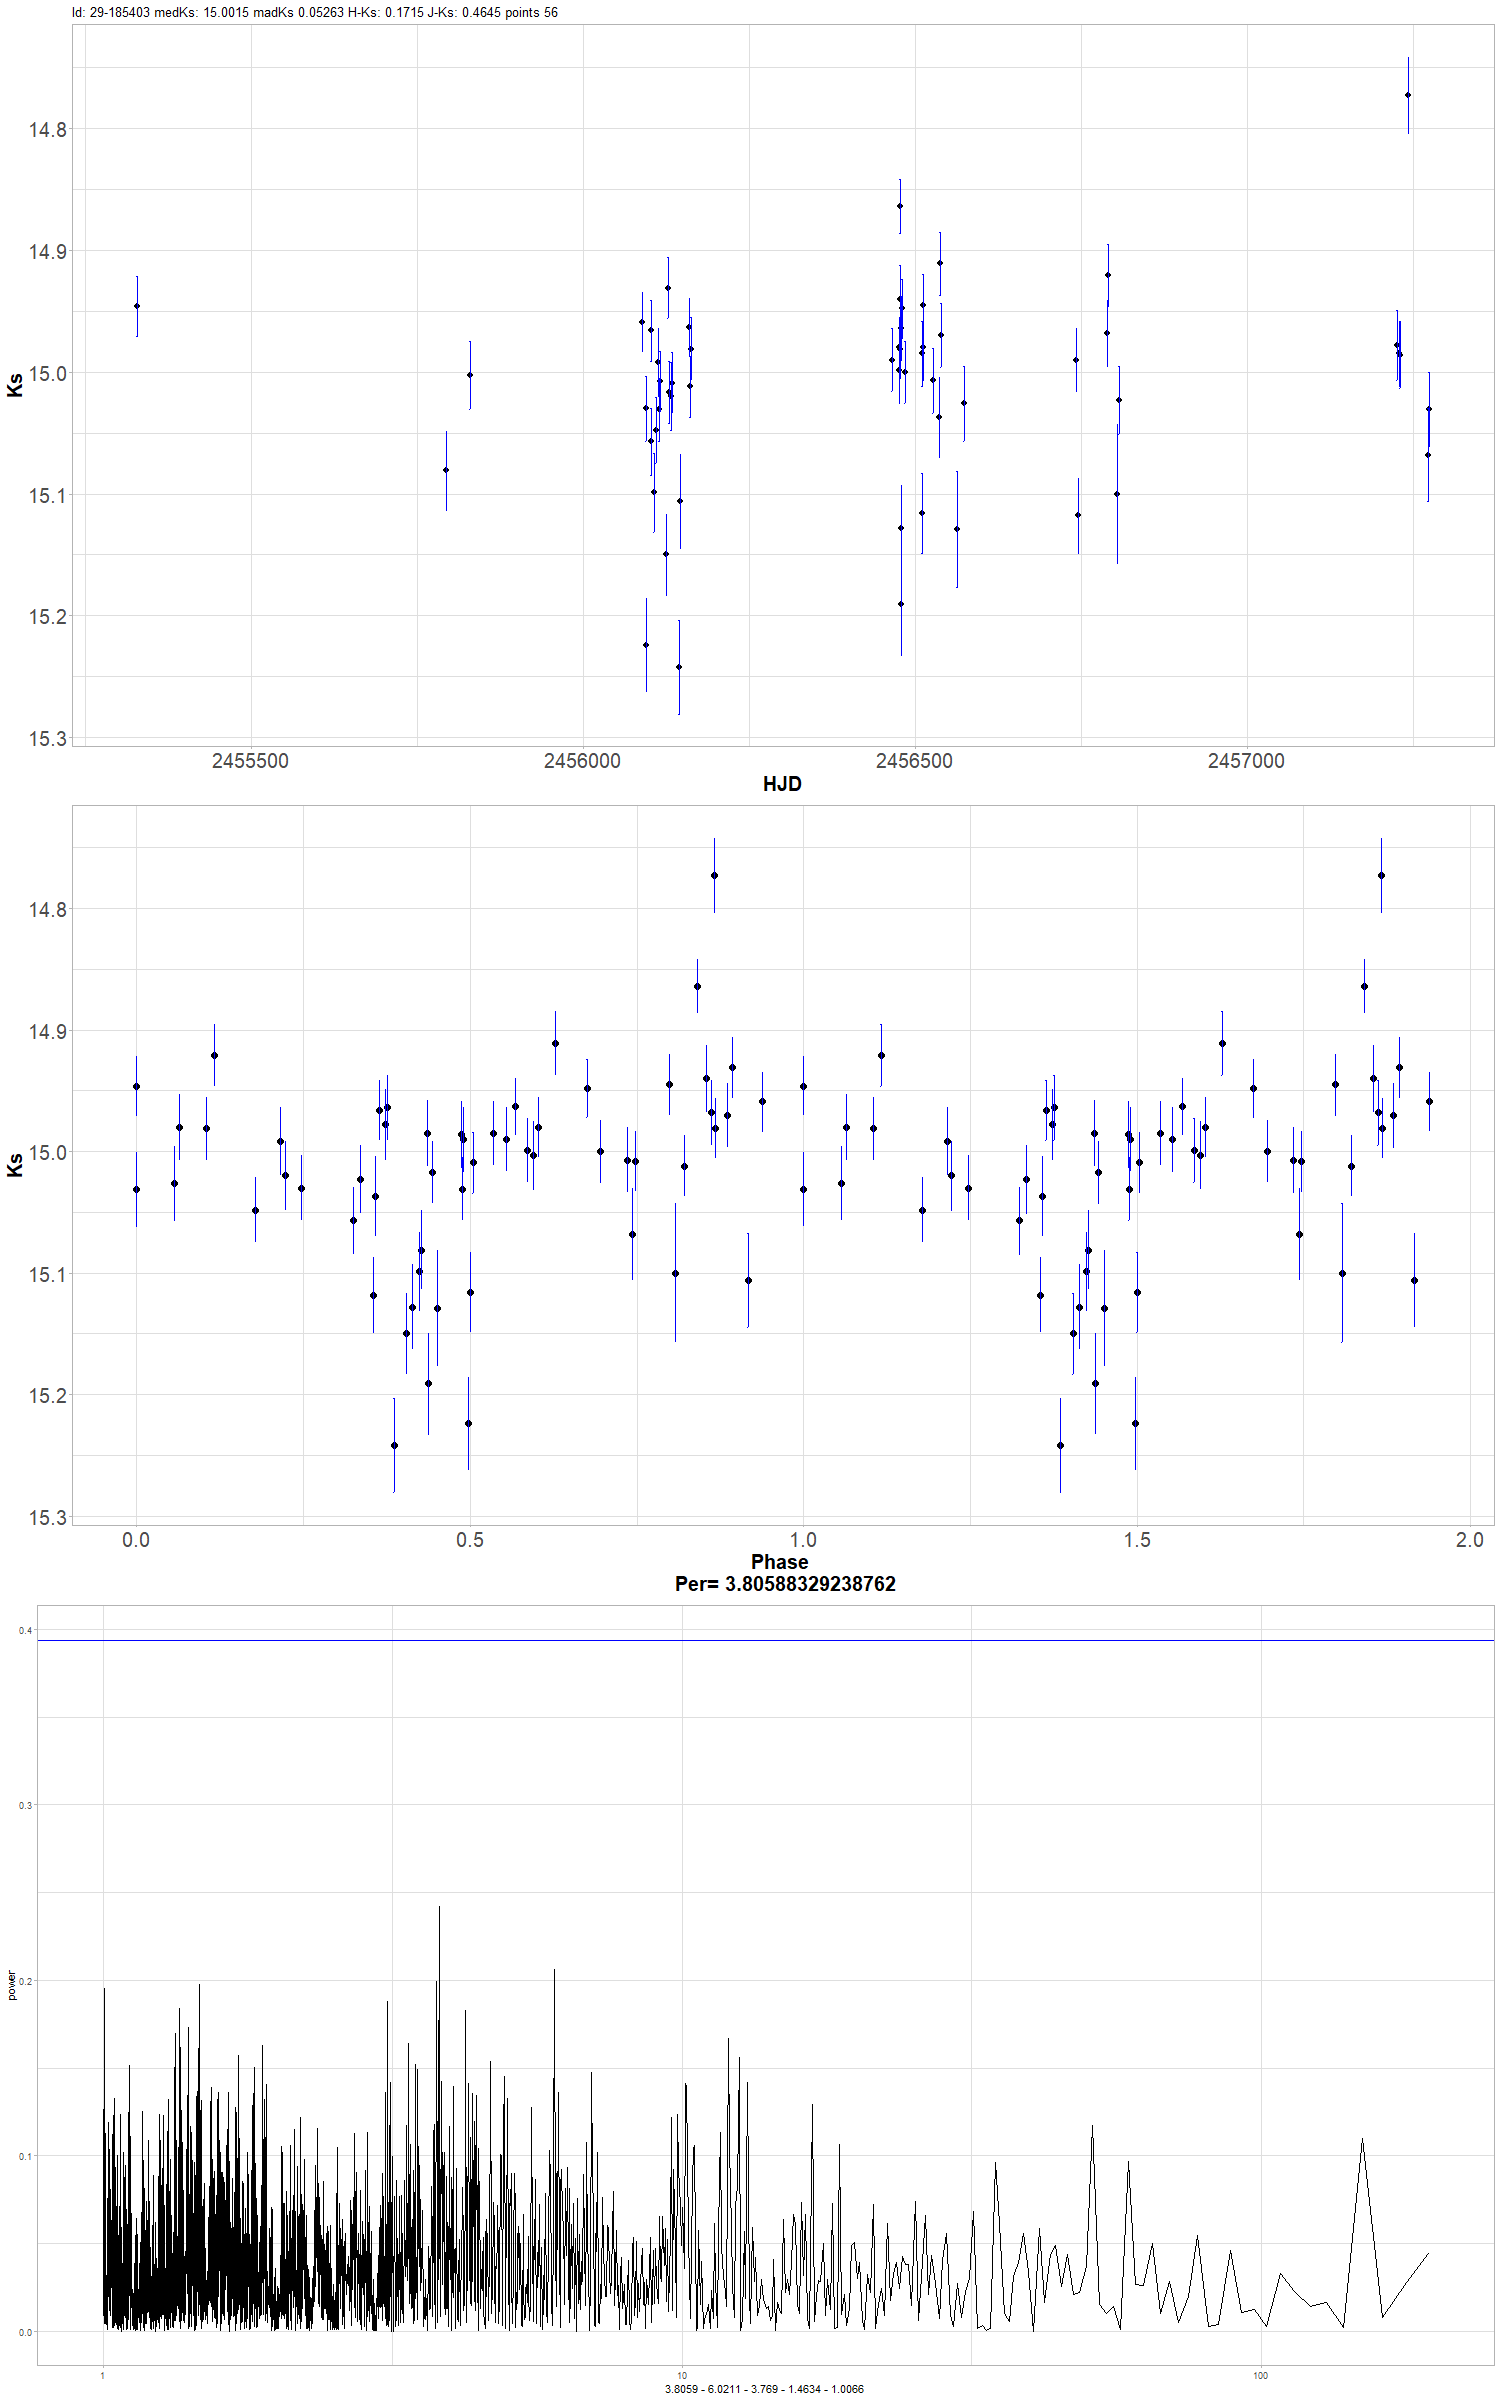 Id: 29-185403 medKs: 15.0015 madKs 0.05263 H-Ks: 0.1715 J-Ks: 0.4645 points 56
14.8
14.9
15.0
15.1
15.2
15.3
Ks
2455500 2456000 2456500 2457000
HJD
14.8
14.9
15.0
15.1
15.2
15.3
Ks
0.0 0.5 1.0 1.5 2.0
Phase
Per= 3.80588329238762
0.4
0.3
0.2
0.1
0.0
power
1 10 100
3.8059 - 6.0211 - 3.769 - 1.4634 - 1.0066